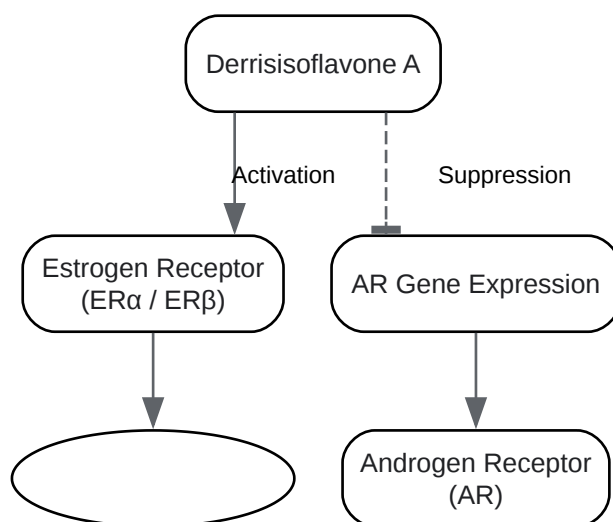 Derrisisoflavone A
Activation
Suppression
Estrogen Receptor
(ERα / ERβ)
AR Gene Expression
Androgen Receptor
(AR)